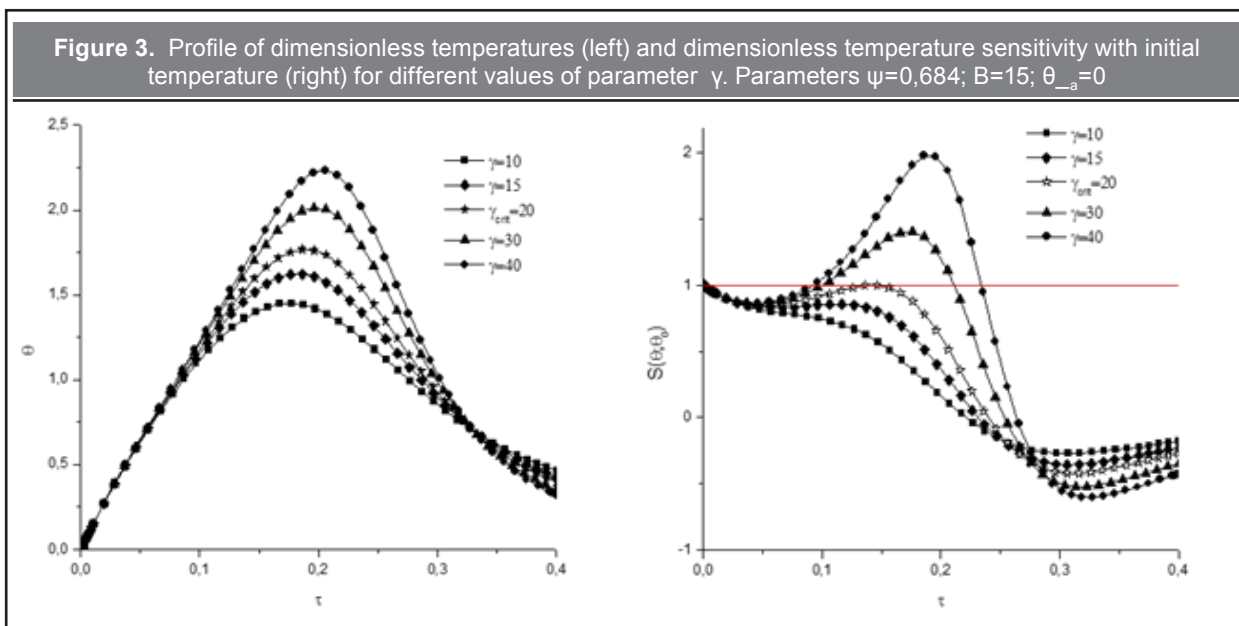 Figure 3. Profile of dimensionless temperatures (left) and dimensionless temperature sensitivity with initial
temperature (right) for different values of parameter γ. Parameters ψ=0,684; B=15; θ_a=0
2,5
2,0
1,5
1,0
0,5
0,0
0,0
0,1
0,2
0,3
0,4
Θ
τ
γ=10
γ=15
γcrit=20
γ=30
γ=40
2
1
0
-1
0,0
0,1
0,2
0,3
0,4
S(θ;θ0)
τ
γ=10
γ=15
γcrit=20
γ=30
γ=40